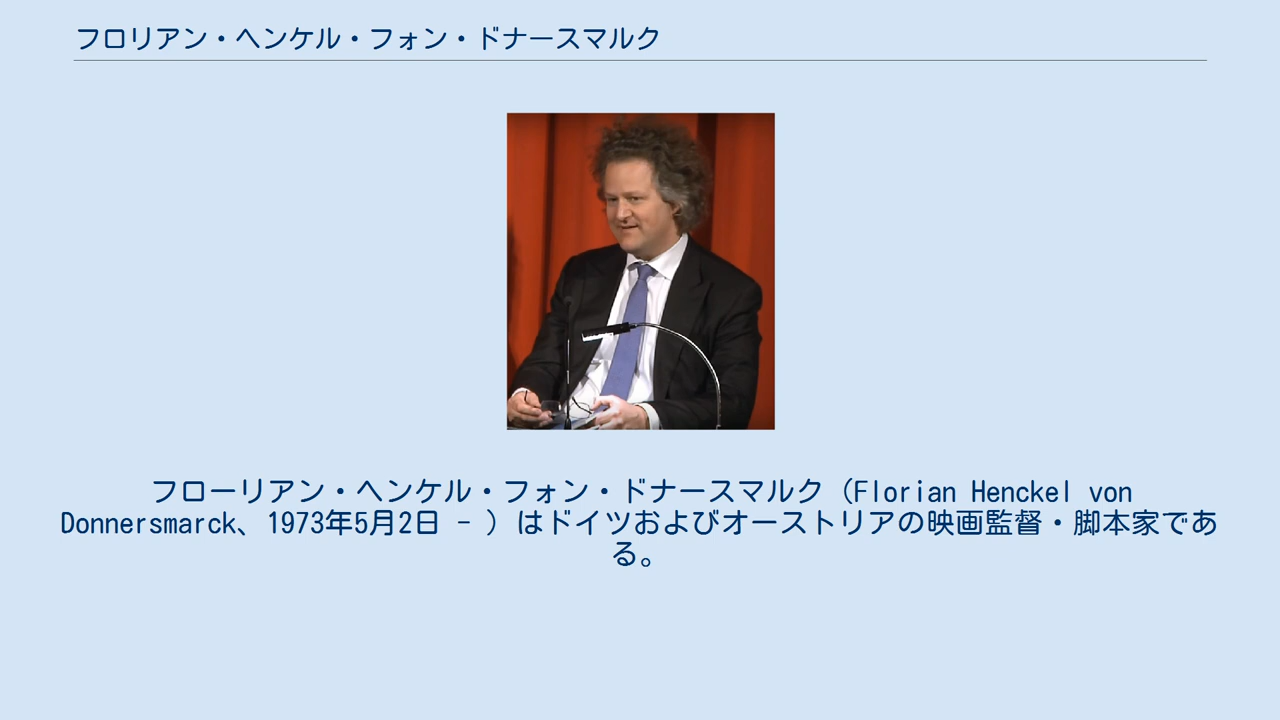 フロリアン・ヘンケル・フォン・ドナースマルク
フローリアン・ヘンケル・フォン・ドナースマルク（Florian Henckel von
Donnersmarck、1973年5月2日 - ）はドイツおよびオーストリアの映画監督・脚本家であ
る。